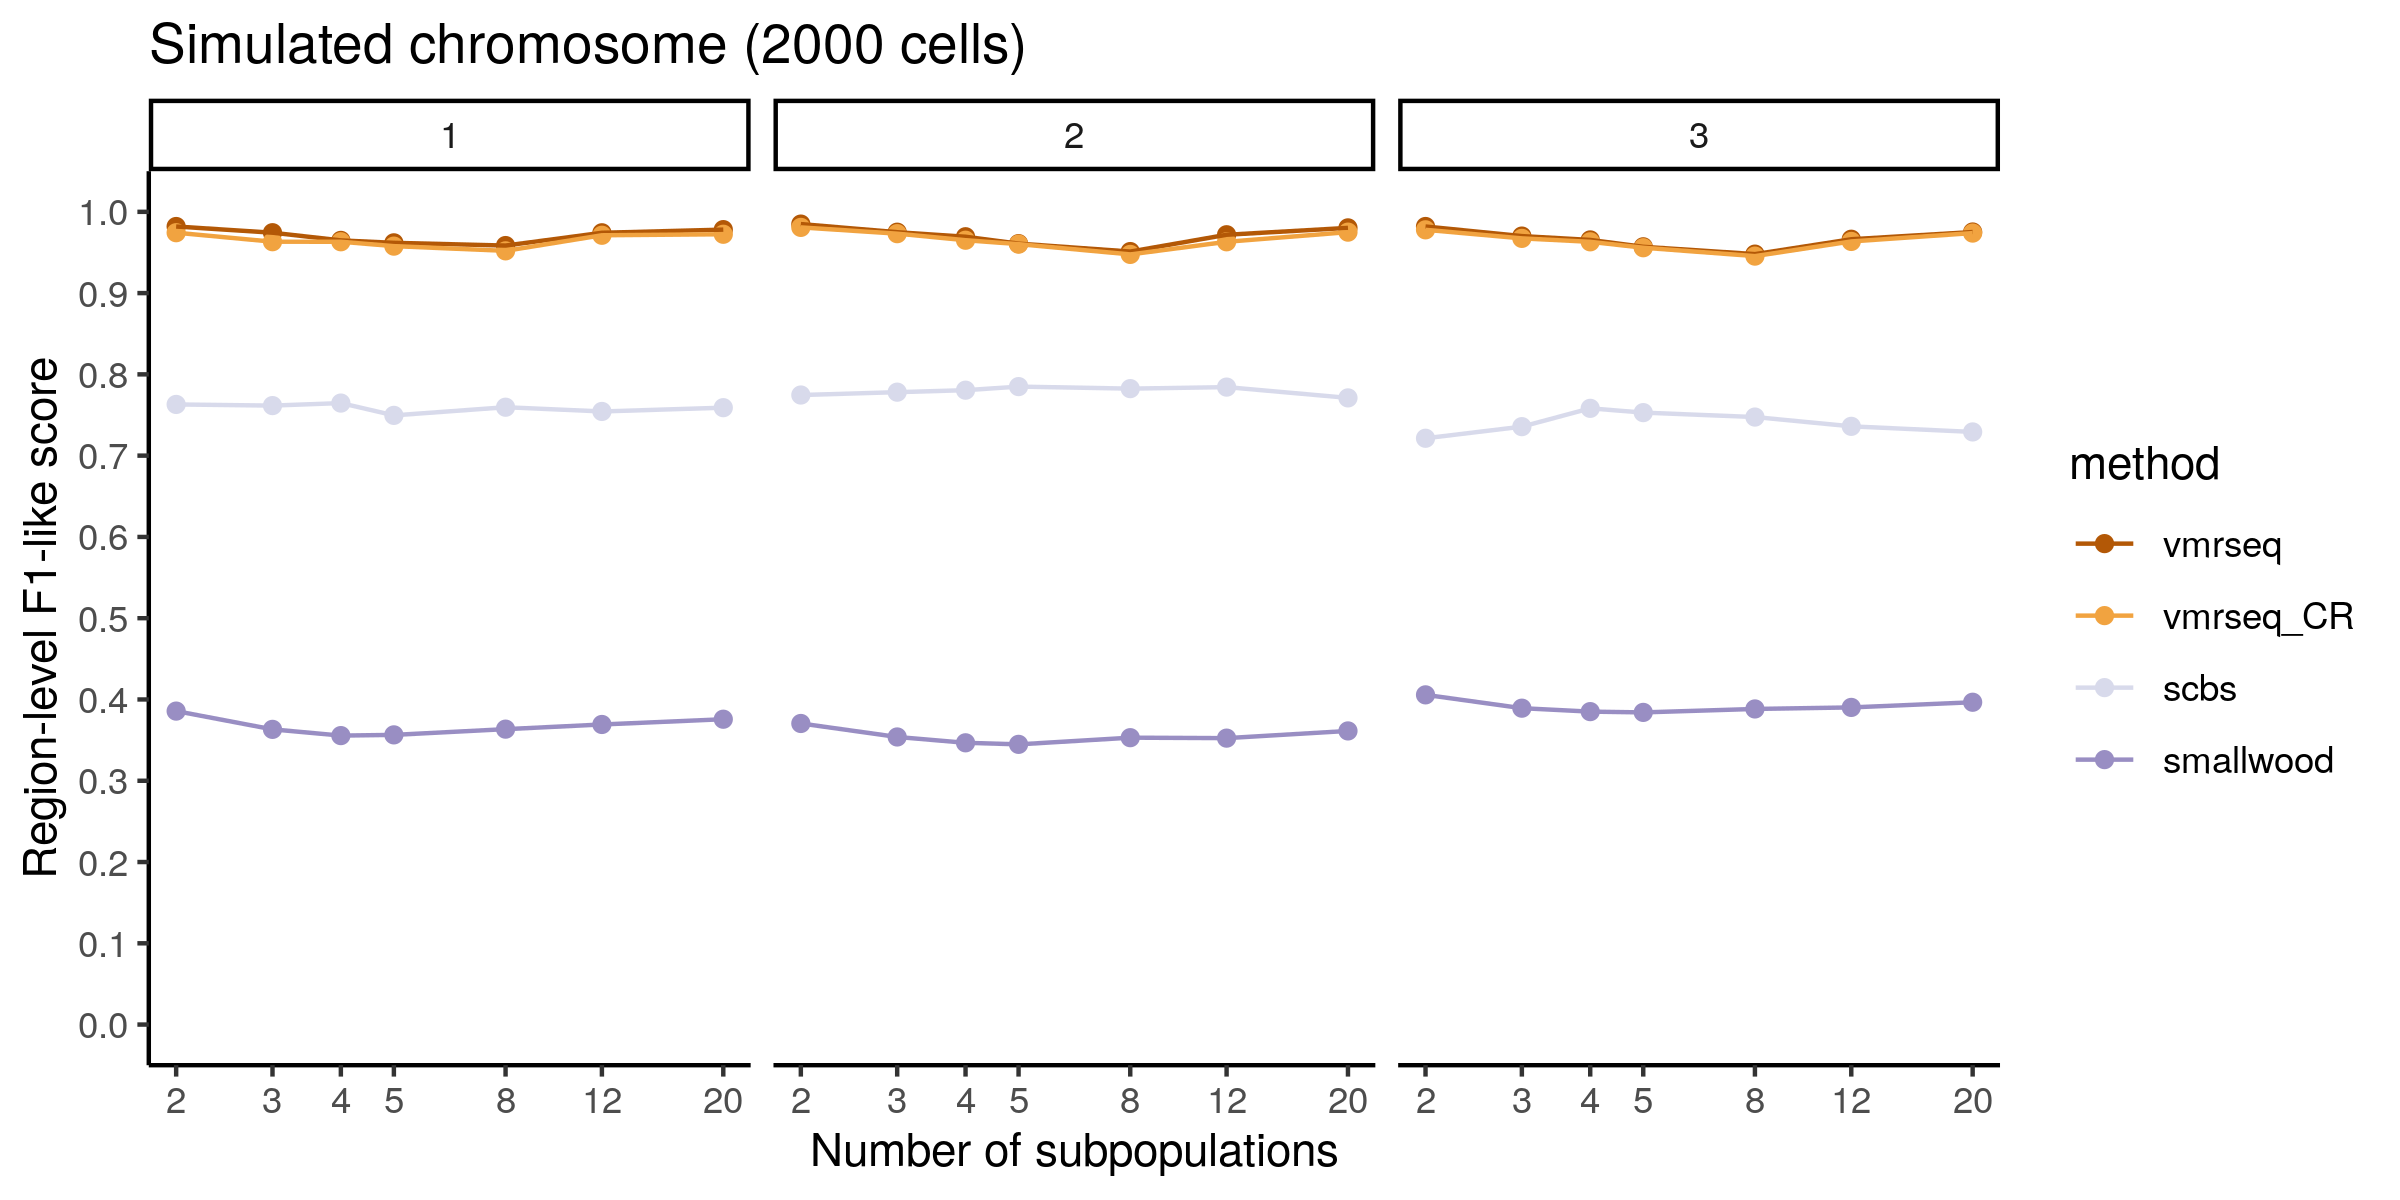 Simulated chromosome (2000 cells)
1 2 3
1.0
0.9
0.8
0.7
0.6
0.5
0.4
0.3
0.2
0.1
0.0
Region-level F1-like score
2 3 4 5 8 12 20 2 3 4 5 8 12 20 2 3 4 5 8 12 20
Number of subpopulations
method
vmrseq
vmrseq_CR
scbs
smallwood